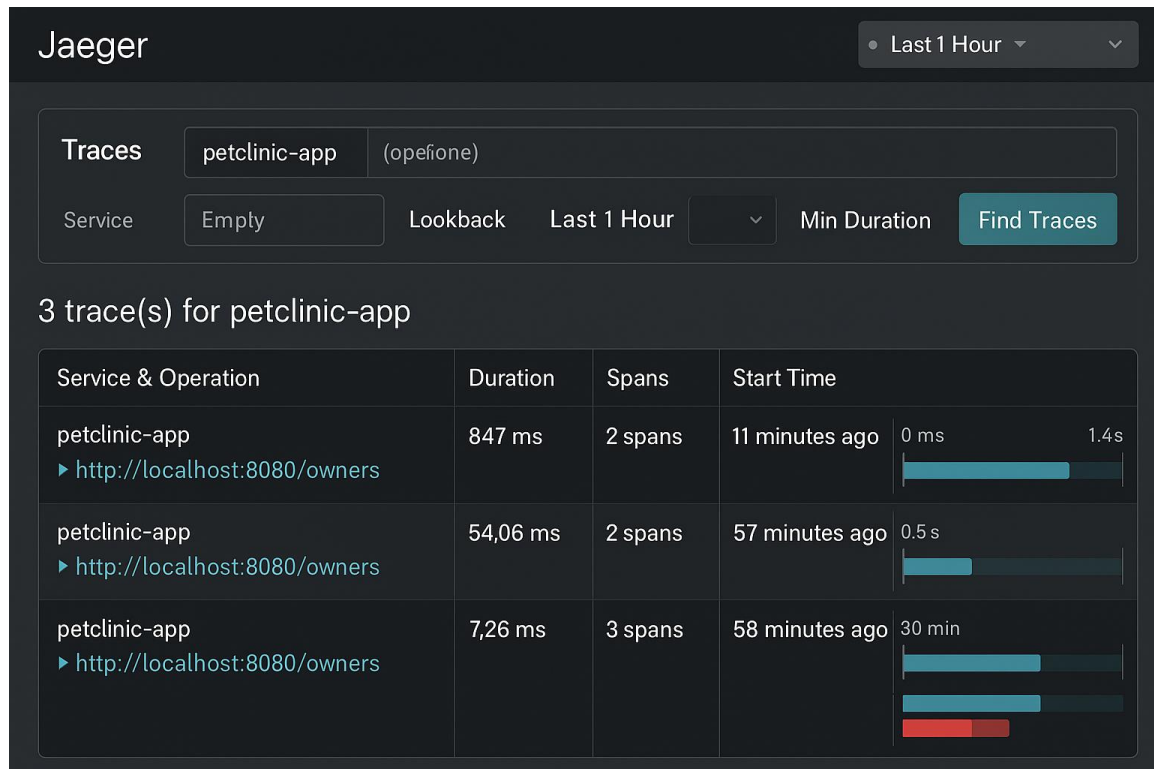 Jaeger
Last 1 Hour
Traces petclinic-app (opefione)
Service Empty Lookback Last 1 Hour Min Duration Find Traces
3 trace(s) for petclinic-app
Service & Operation Duration Spans Start Time
petclinic-app 847 ms 2 spans 11 minutes ago 0 ms 1.4s
http://localhost:8080/owners
petclinic-app 54,06 ms 2 spans 57 minutes ago 0.5 s
http://localhost:8080/owners
petclinic-app 7,26 ms 3 spans 58 minutes ago 30 min
http://localhost:8080/owners